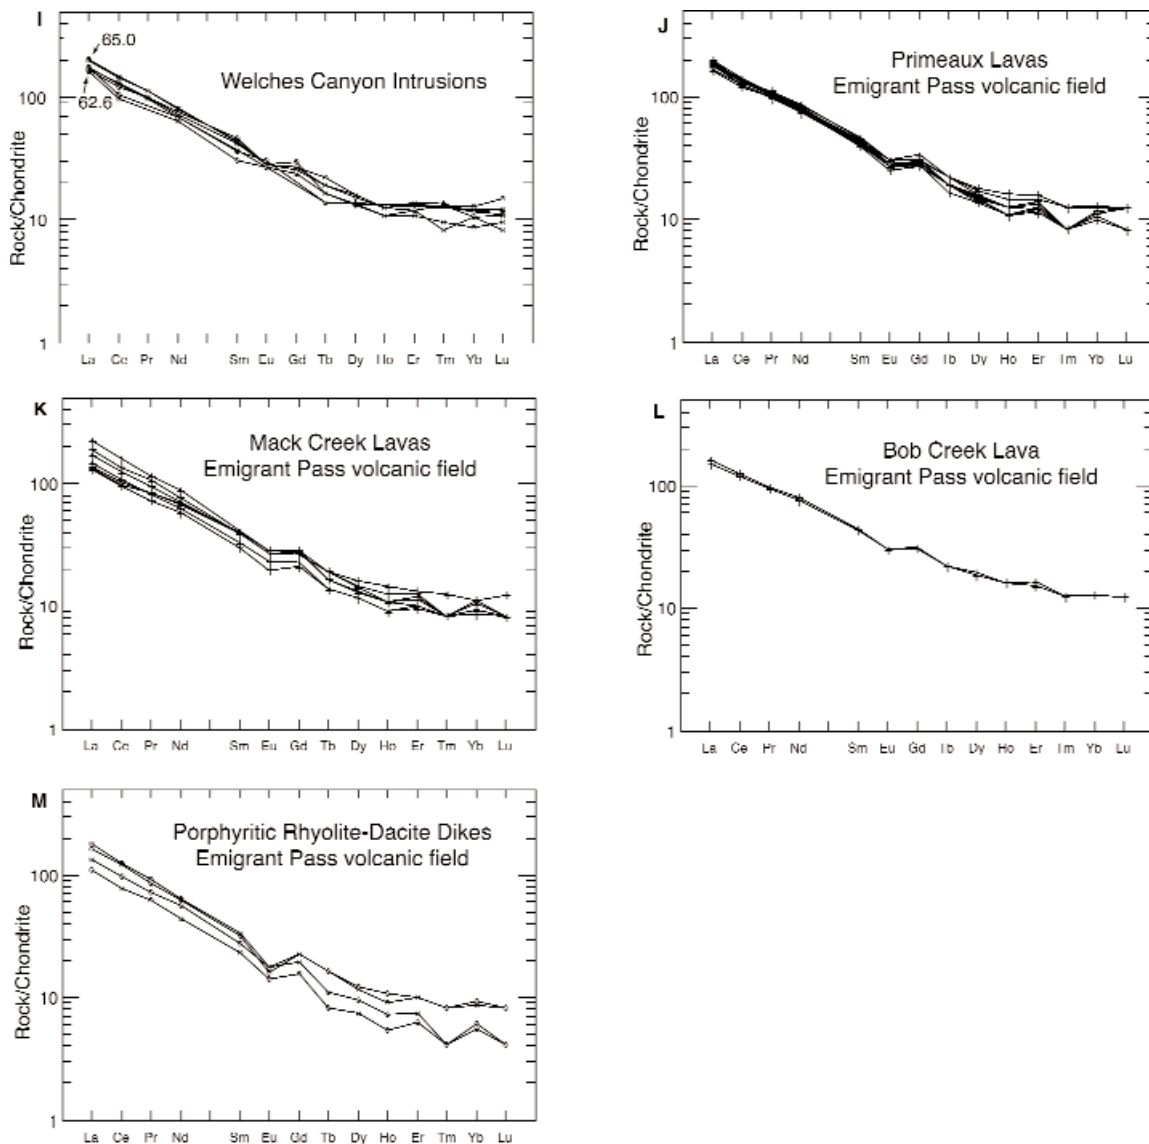 I
65.0
Welches Canyon Intrusions
100
62.6
10
Rock/Chondrite
1
La Ce Pr Nd Sm Eu Gd Tb Dy Ho Er Tm Yb Lu
J
Primeaux Lavas
Emigrant Pass volcanic field
100
10
Rock/Chondrite
1
La Ce Pr Nd Sm Eu Gd Tb Dy Ho Er Tm Yb Lu
K
Mack Creek Lavas
Emigrant Pass volcanic field
100
10
Rock/Chondrite
1
La Ce Pr Nd Sm Eu Gd Tb Dy Ho Er Tm Yb Lu
L
Bob Creek Lava
Emigrant Pass volcanic field
100
10
Rock/Chondrite
1
La Ce Pr Nd Sm Eu Gd Tb Dy Ho Er Tm Yb Lu
M
Porphyritic Rhyolite-Dacite Dikes
Emigrant Pass volcanic field
100
10
Rock/Chondrite
1
La Ce Pr Nd Sm Eu Gd Tb Dy Ho Er Tm Yb Lu